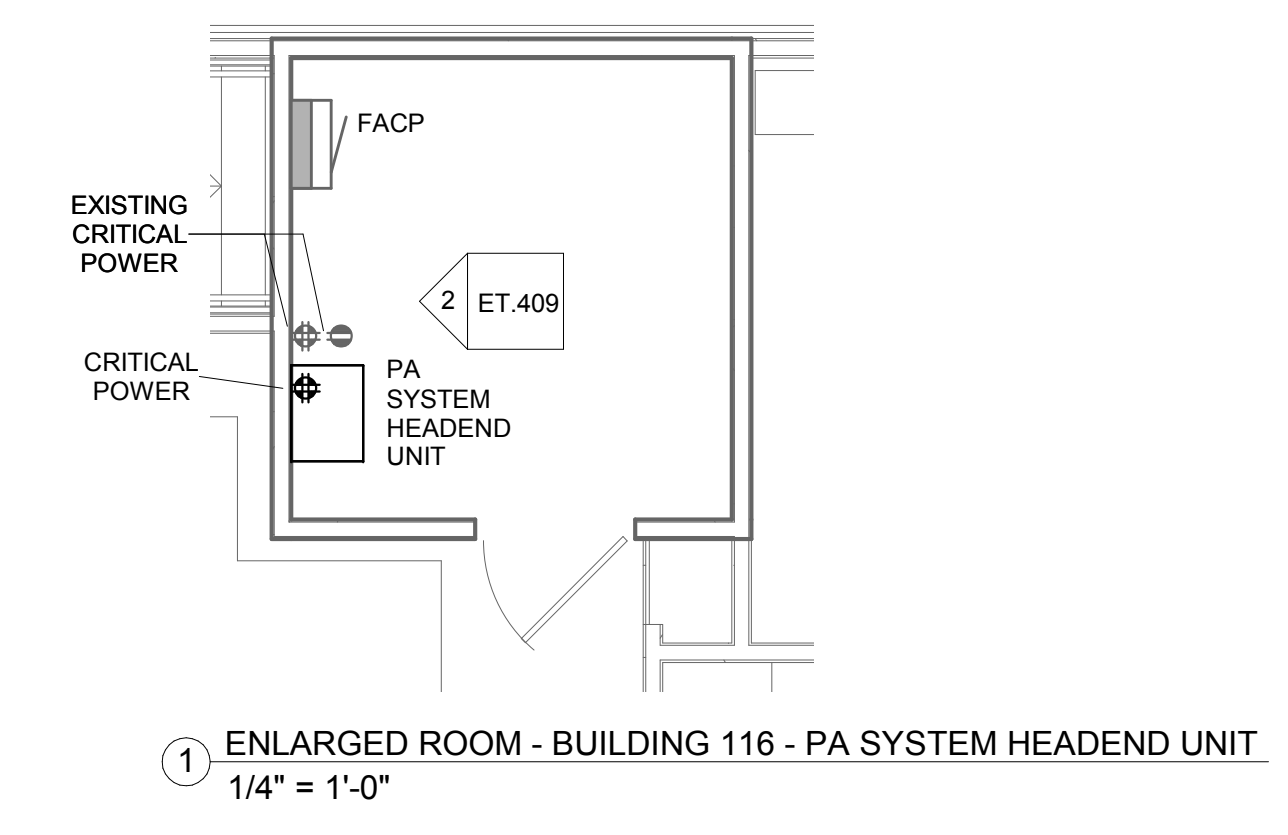 FACP
EXISTING
CRITICAL
POWER
2
ET.409
CRITICAL
POWER
PA
SYSTEM
HEADEND
UNIT
1
ENLARGED ROOM - BUILDING 116 - PA SYSTEM HEADEND UNIT
1/4" = 1'-0"